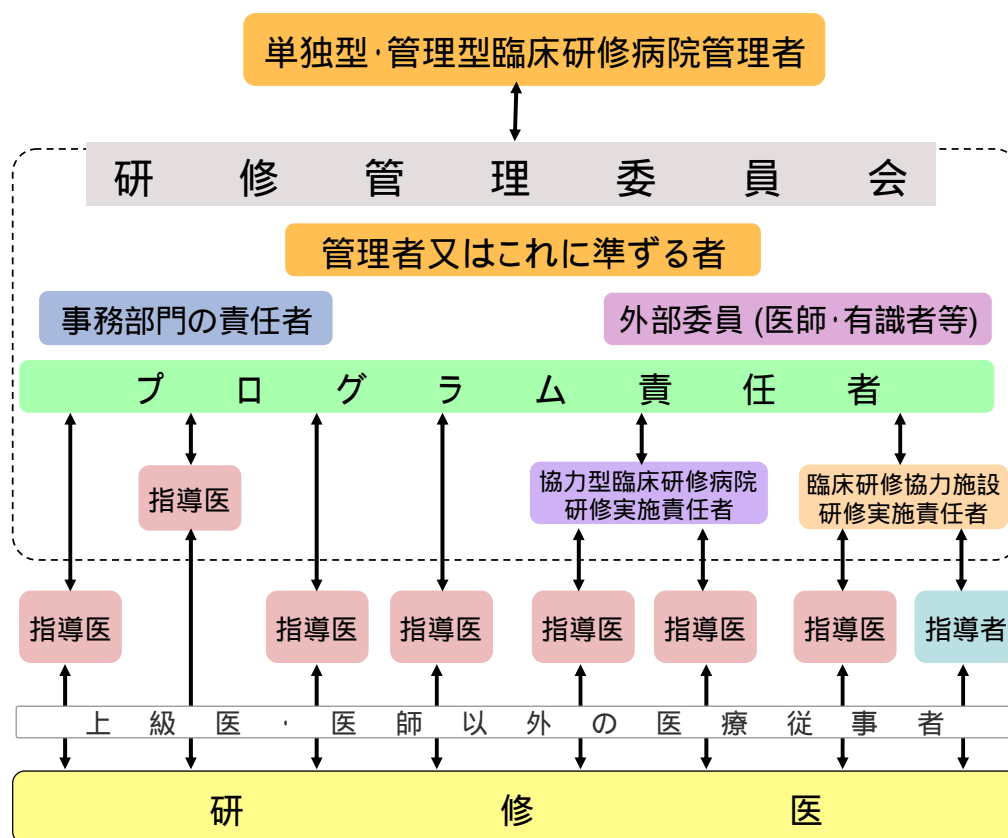 単独型・管理型臨床研修病院管理者
研修管理委員会
管理者又はこれに準ずる者
事務部門の責任者
外部委員 (医師・有識者等)
プログラム責任者
指導医
協力型臨床研修病院
研修実施責任者
臨床研修協力施設
研修実施責任者
指導医
指導医
指導医
指導医
指導医
指導医
指導者
上級医・医師以外の医療従事者
研修医